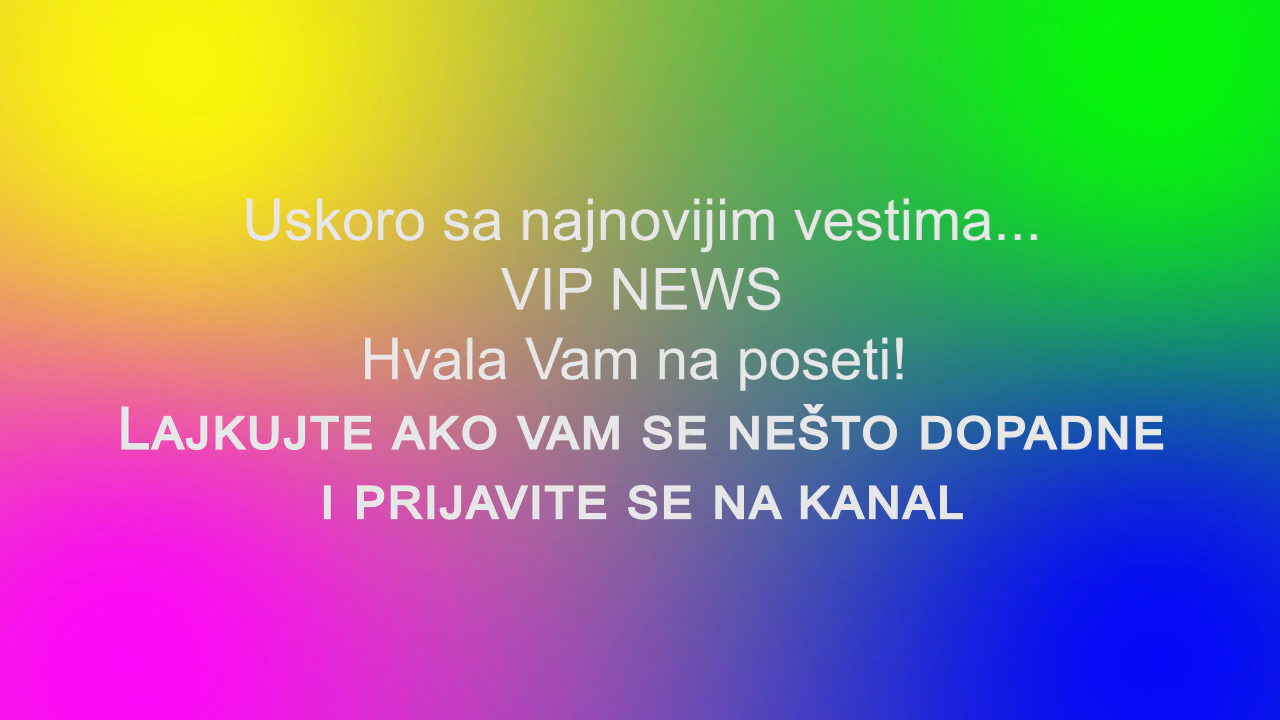 Uskoro sa najnovijim vestima...
VIP NEWS
Hvala Vam na poseti!
LAJKUJTE AKO VAM SE NEŠTO DOPADNE
I PRIJAVITE SE NA KANAL